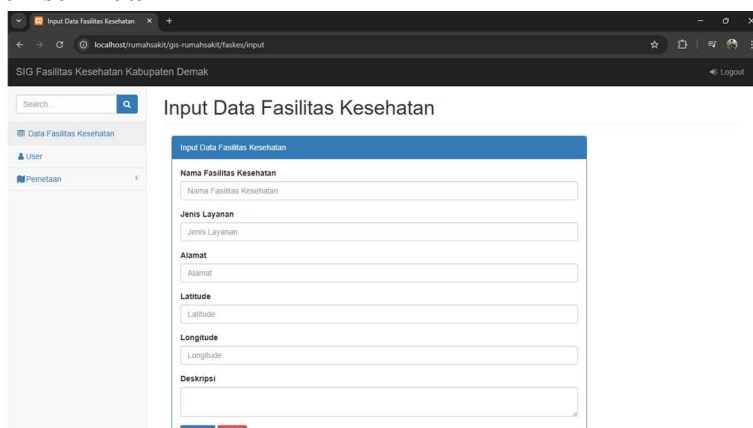 Input Data Fasilitas Kesehatan
localhost/rumahsakit/gis-rumahsakit/faskes/input
SIG Fasilitas Kesehatan Kabupaten Demak
Logout
Search...
Data Fasilitas Kesehatan
User
Pemetaan
Input Data Fasilitas Kesehatan
Input Data Fasilitas Kesehatan
Nama Fasilitas Kesehatan
Nama Fasilitas Kesehatan
Jenis Layanan
Jenis Layanan
Alamat
Alamat
Latitude
Latitude
Longitude
Longitude
Deskripsi